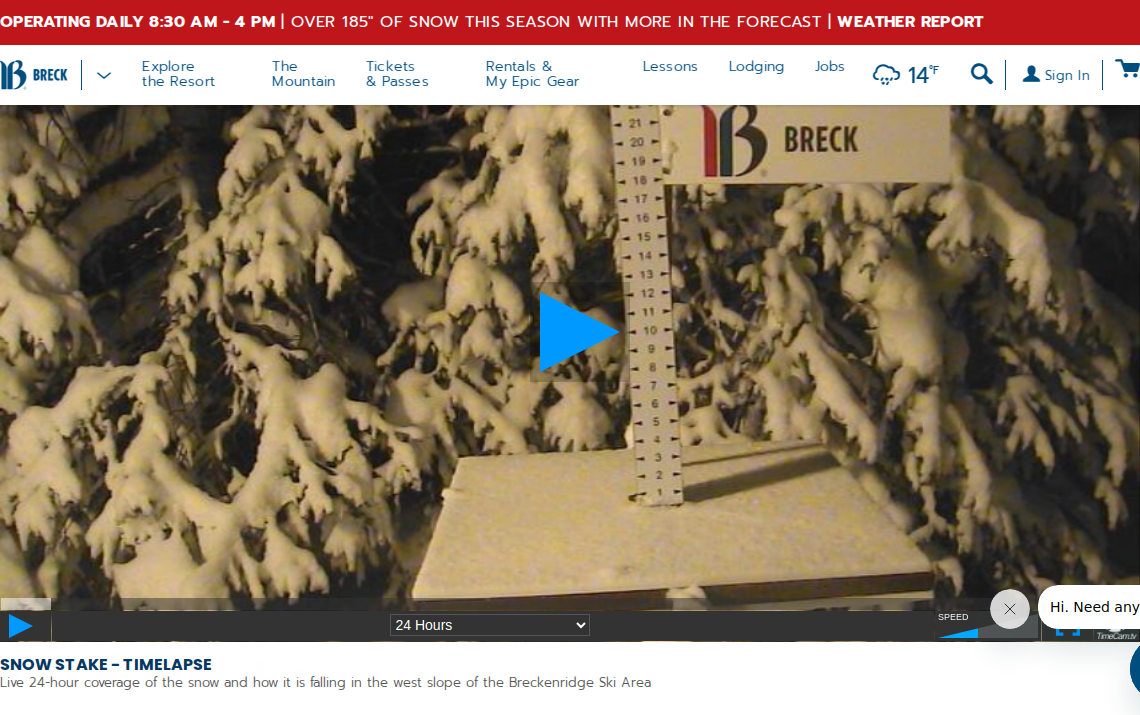 OPERATING DAILY 8:30 AM - 4 PM | OVER 185" OF SNOW THIS SEASON WITH MORE IN THE FORECAST | WEATHER REPORT
B BRECK
Explore
the Resort
The
Mountain
Tickets
& Passes
Rentals &
My Epic Gear
Lessons
Lodging
Jobs
14°F
Sign In
B BRECK
21
20
19
18
17
16
15
14
13
12
11
10
9
8
7
6
5
4
3
2
1
24 Hours
SPEED
Hi. Need any
TimeCam.tv
SNOW STAKE - TIMELAPSE
Live 24-hour coverage of the snow and how it is falling in the west slope of the Breckenridge Ski Area